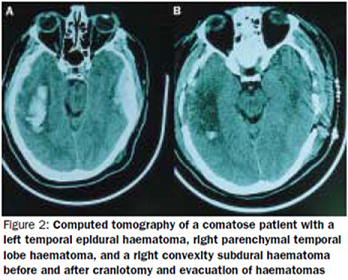 A
B
Figure 2: Computed tomography of a comatose patient with a
left temporal epidural haematoma, right parenchymal temporal
lobe haematoma, and a right convexity subdural haematoma
before and after craniotomy and evacuation of haematomas